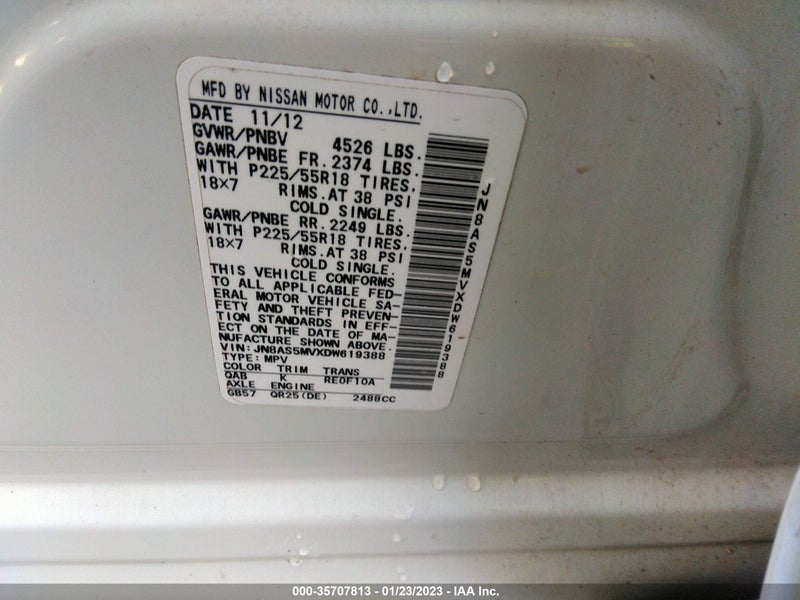 MFD BY NISSAN MOTOR CO.,LTD.
DATE 11/12
GVWR/PNBV 4526 LBS.
GAWR/PNBE FR. 2374 LBS.
WITH P225/55R18 TIRES,
18×7 RIMS.AT 38 PSI
COLD SINGLE.
GAWR/PNBE RR. 2249 LBS.
WITH P225/55R18 TIRES,
18×7 RIMS.AT 38 PSI
COLD SINGLE.
THIS VEHICLE CONFORMS
TO ALL APPLICABLE FED-
ERAL MOTOR VEHICLE SA-
FETY AND THEFT PREVEN-
TION STANDARDS IN EFF-
ECT ON THE DATE OF MA-
NUFACTURE SHOWN ABOVE.
VIN: JN8AS5MVXDW619388
TYPE: MPV
COLOR TRIM TRANS
QAB K RE0F10A
AXLE ENGINE
GB57 QR25(DE) 2488CC
JN8AS5MVXDW619388
000-35707813 - 01/23/2023 - IAA Inc.